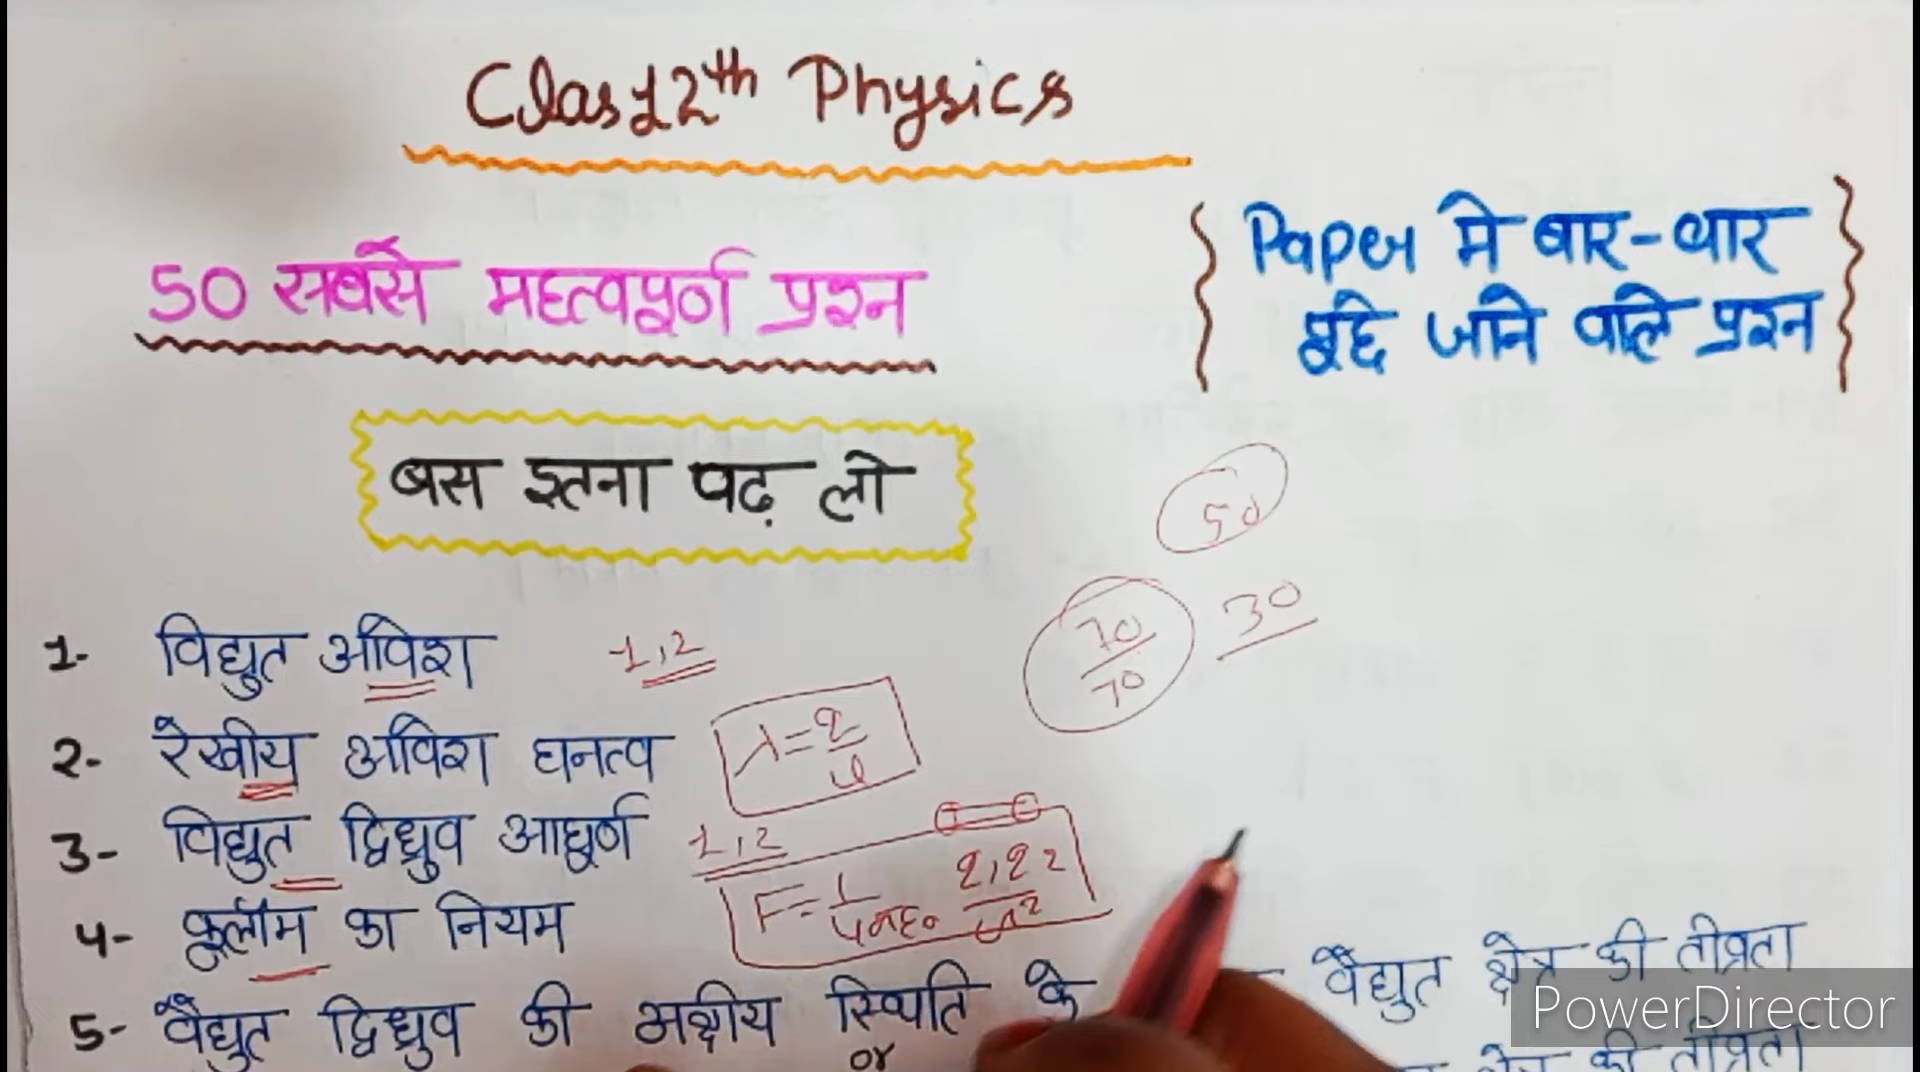 Class 12th Physics
50 सबसे महत्वपूर्ण प्रश्न
{ Paper मे बार-बार
पूछे जाने वाले प्रश्न }
बस इतना पढ़ लो
50
70/70 30
1- विद्युत आवेश 1,2
2- रेखीय आवेश घनत्व λ=q/l
3- विद्युत द्विध्रुव आघूर्ण 1,2
4- कूलॉम का नियम F=1/4πε₀ q₁q₂/r²
5- वैद्युत द्विध्रुव की अक्षीय स्थिति के वैद्युत क्षेत्र की तीव्रता
or क्षेत्र की तीव्रता
PowerDirector